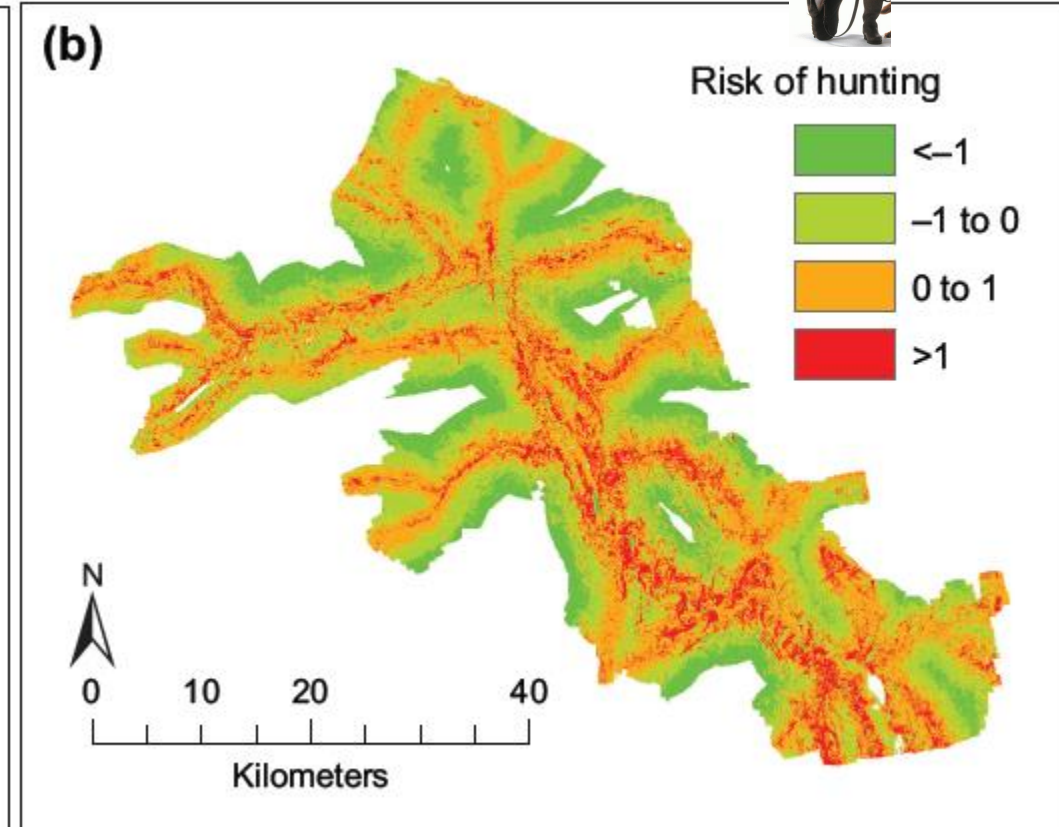 (b)
Risk of hunting
<–1
–1 to 0
0 to 1
>1
N
0 10 20 40
Kilometers